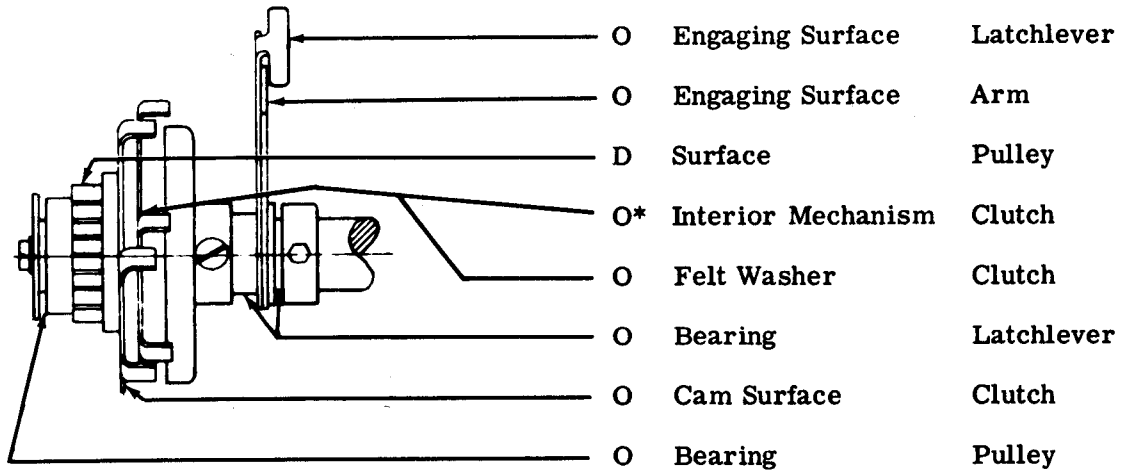 O Engaging Surface Latchlever
O Engaging Surface Arm
D Surface Pulley
O* Interior Mechanism Clutch
O Felt Washer Clutch
O Bearing Latchlever
O Cam Surface Clutch
O Bearing Pulley